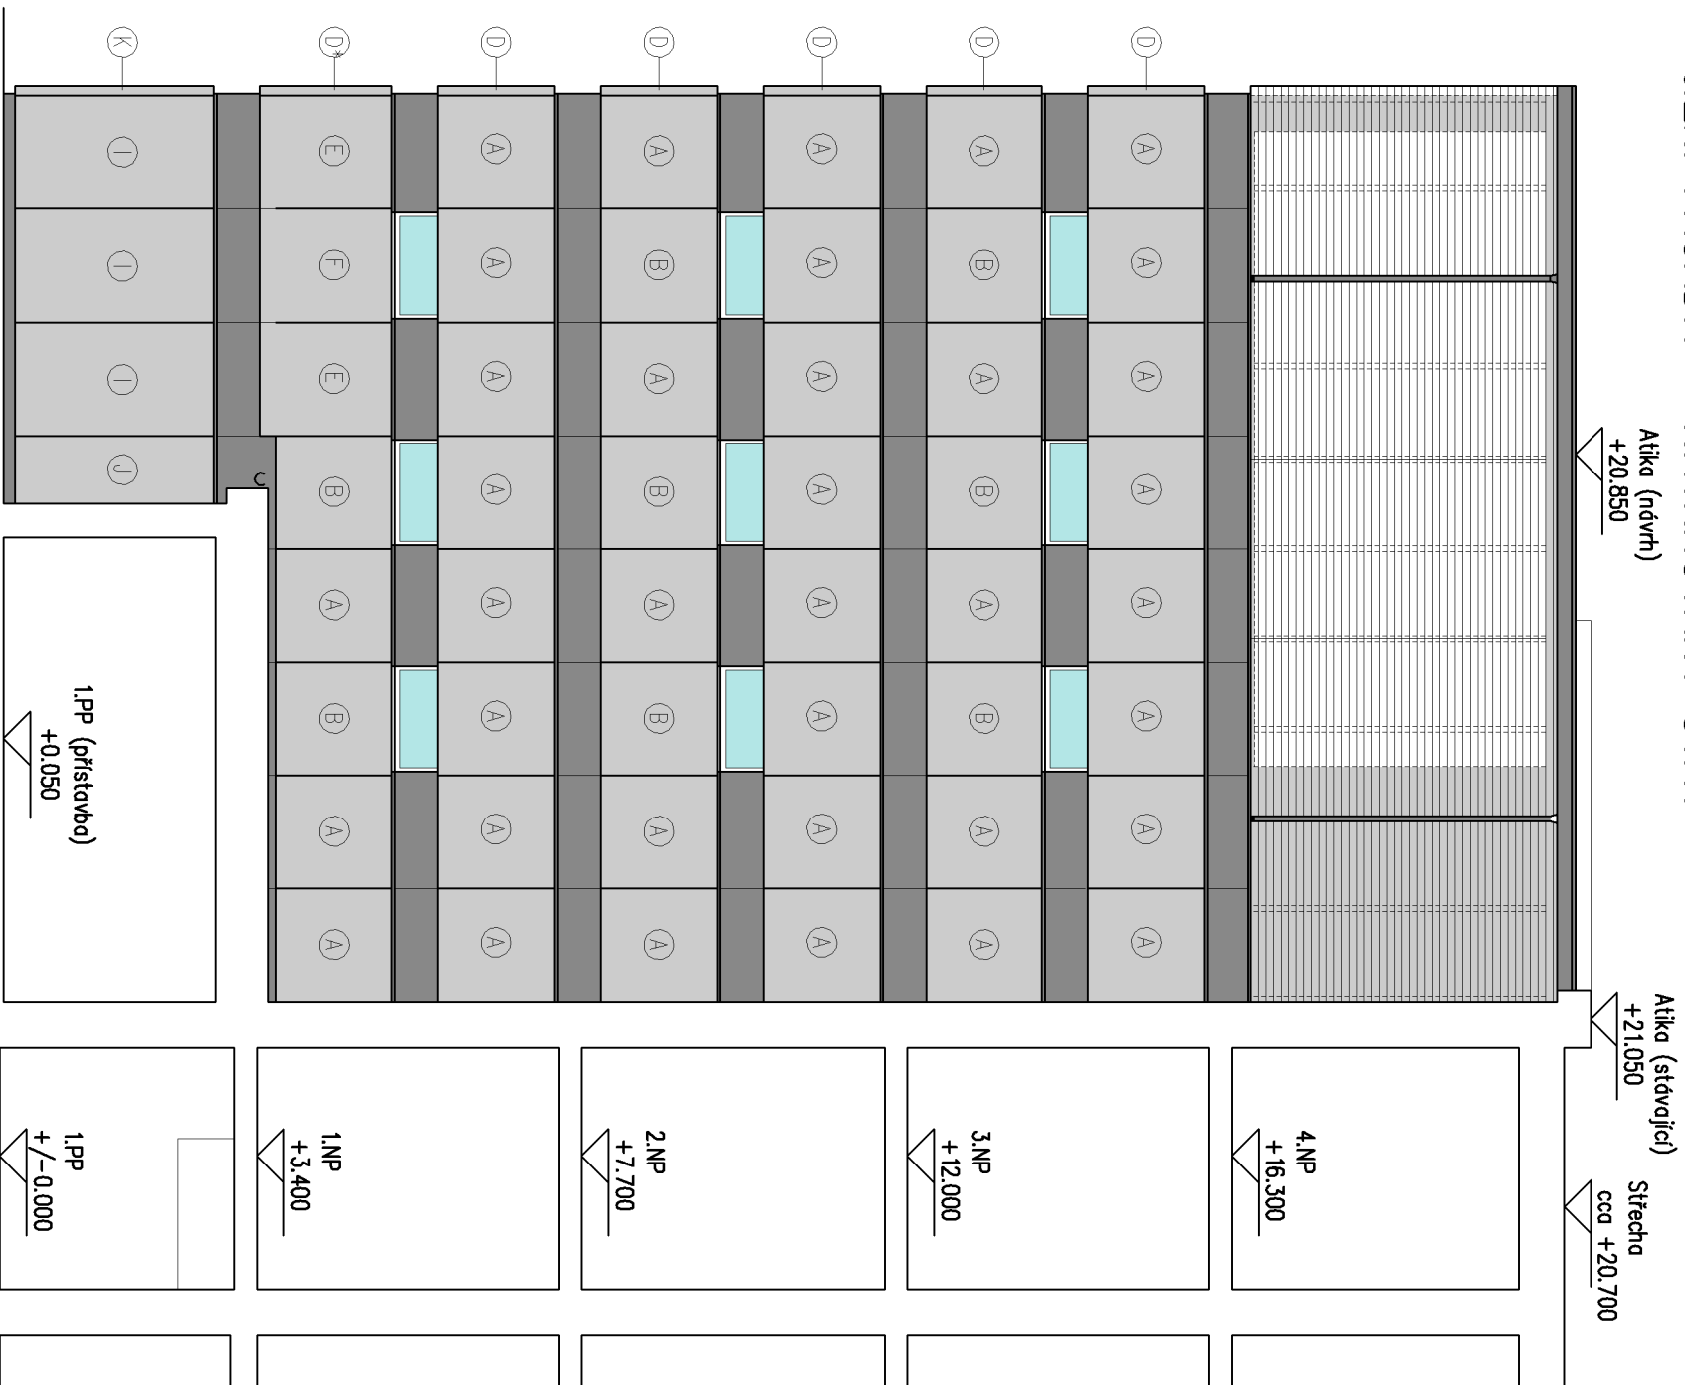 Atika (návrh)
+20.850
Atika (stávající)
+21.050
Střecha
cca +20.700
4.NP
+16.300
D A A A A A A A A
D A B A B A B A A
3.NP
+12.000
D A A A A A A A A
D A B A B A B A A
2.NP
+7.700
D A A A A A A A A
D* E F E B A B A A
1.NP
+3.400
C
K I I I J
1.PP (přístavba)
+0.050
1.PP
+/-0.000